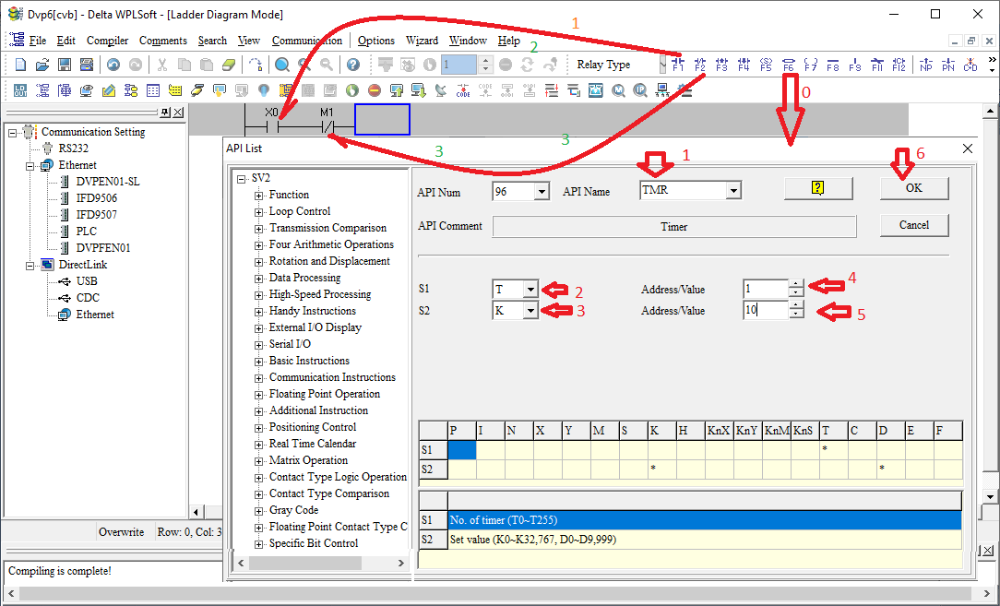 Dvp6[cvb] - Delta WPLSoft - [Ladder Diagram Mode]
File Edit Compiler Comments Search View Communication Options Wizard Window Help
1
2
1 Relay Type F1 F2 F3 F4 F5 F6 F7 F8 F9 F11 F12 NP PN
LD OUT CODE CODE
0
X0 M1
Communication Setting
RS232
Ethernet
DVPEN01-SL
IFD9506
IFD9507
PLC
DVPFEN01
DirectLink
USB
CDC
Ethernet
3 3
API List
SV2
Function
Loop Control
Transmission Comparison
Four Arithmetic Operations
Rotation and Displacement
Data Processing
High-Speed Processing
Handy Instructions
External I/O Display
Serial I/O
Basic Instructions
Communication Instructions
Floating Point Operation
Additional Instruction
Positioning Control
Real Time Calendar
Matrix Operation
Contact Type Logic Operation
Contact Type Comparison
Gray Code
Floating Point Contact Type C
Specific Bit Control
1 6
API Num 96 API Name TMR ? OK
API Comment Timer Cancel
S1 T 2 Address/Value 1 4
S2 K 3 Address/Value 10 5
P I N X Y M S K H KnX KnY KnM KnS T C D E F
S1 *
S2 * *
S1 No. of timer (T0~T255)
S2 Set value (K0~K32,767, D0~D9,999)
Overwrite Row: 0, Col: 3
Compiling is complete!